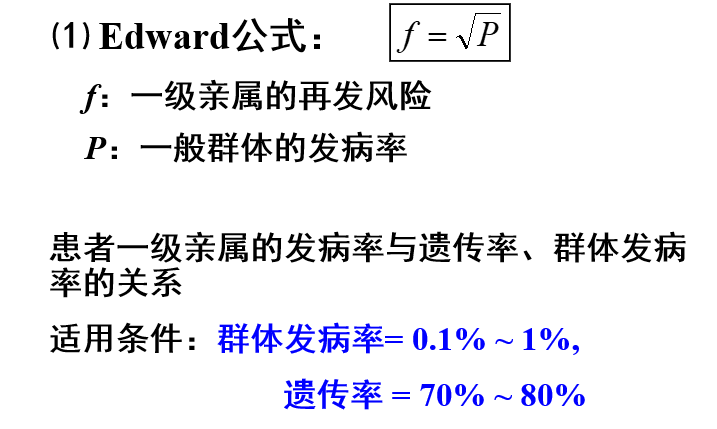 (1) Edward公式： f = √P
f：一级亲属的再发风险
P：一般群体的发病率
患者一级亲属的发病率与遗传率、群体发病
率的关系
适用条件：群体发病率= 0.1% ~ 1%,
遗传率 = 70% ~ 80%